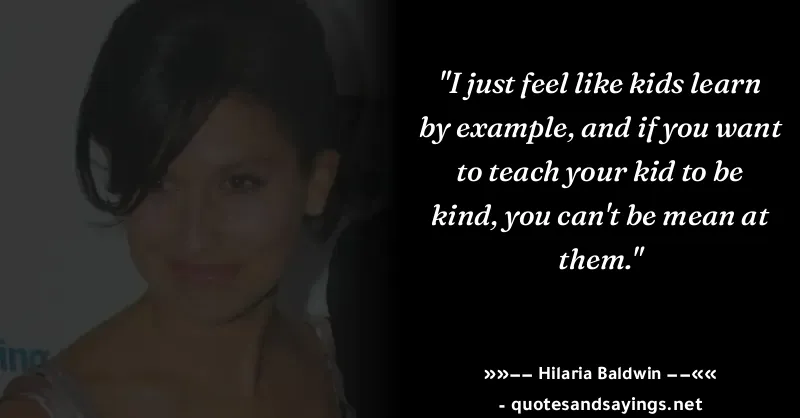 "I just feel like kids learn
by example, and if you want
to teach your kid to be
kind, you can't be mean at
them."
»»–– Hilaria Baldwin ––««
- quotesandsayings.net
ing